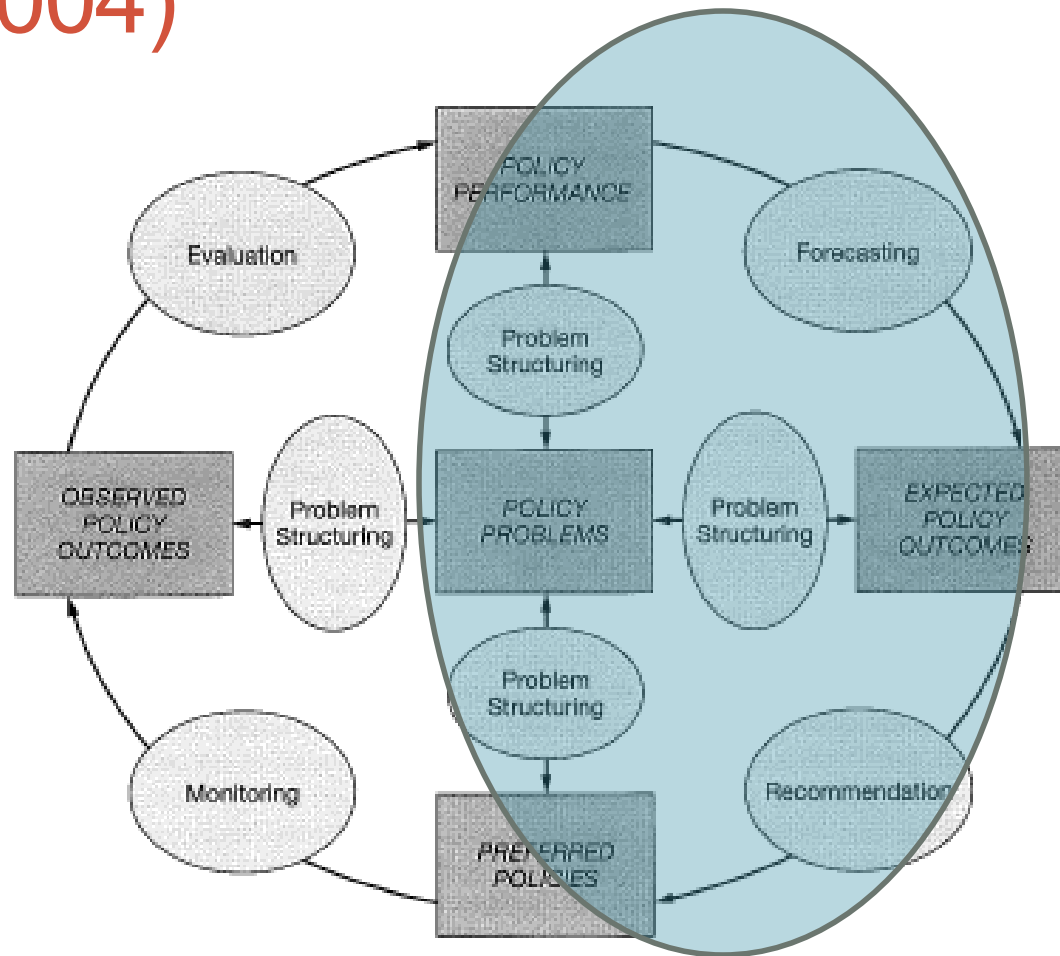 004)
POLICY
PERFORMANCE
Evaluation
Forecasting
Problem
Structuring
OBSERVED
POLICY
OUTCOMES
Problem
Structuring
POLICY
PROBLEMS
Problem
Structuring
EXPECTED
POLICY
OUTCOMES
Problem
Structuring
Monitoring
Recommendation
PREFERRED
POLICIES